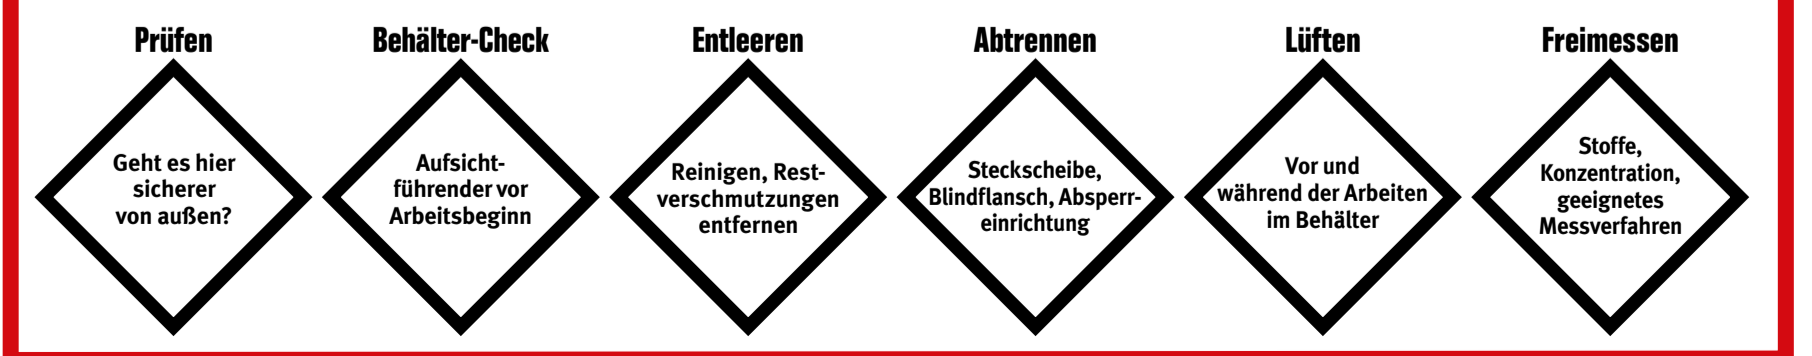 Prüfen
Geht es hier
sicherer
von außen?
Behälter-Check
Aufsicht-
führender vor
Arbeitsbeginn
Entleeren
Reinigen, Rest-
verschmutzungen
entfernen
Abtrennen
Steckscheibe,
Blindflansch, Absperr-
einrichtung
Lüften
Vor und
während der Arbeiten
im Behälter
Freimessen
Stoffe,
Konzentration,
geeignetes
Messverfahren